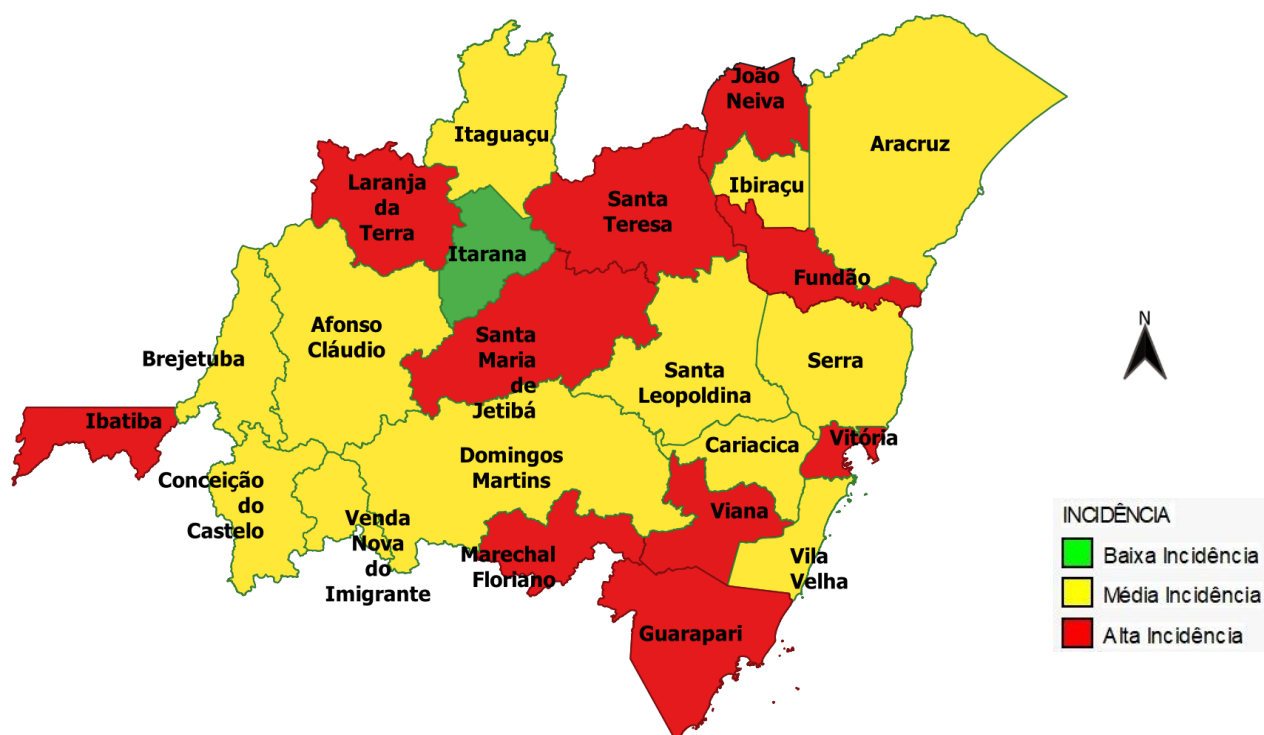 João
Neiva
Aracruz
Itaguaçu
Ibiraçu
Laranja
da
Terra
Santa
Teresa
Itarana
Fundão
Afonso
Cláudio
Brejetuba
Santa
Maria
de
Jetibá
Santa
Leopoldina
Serra
N
Ibatiba
Vitória
Cariacica
Domingos
Martins
Conceição
do
Castelo
Venda
Nova
do
Imigrante
Marechal
Floriano
Viana
Vila
Velha
Guarapari
INCIDÊNCIA
Baixa Incidência
Média Incidência
Alta Incidência